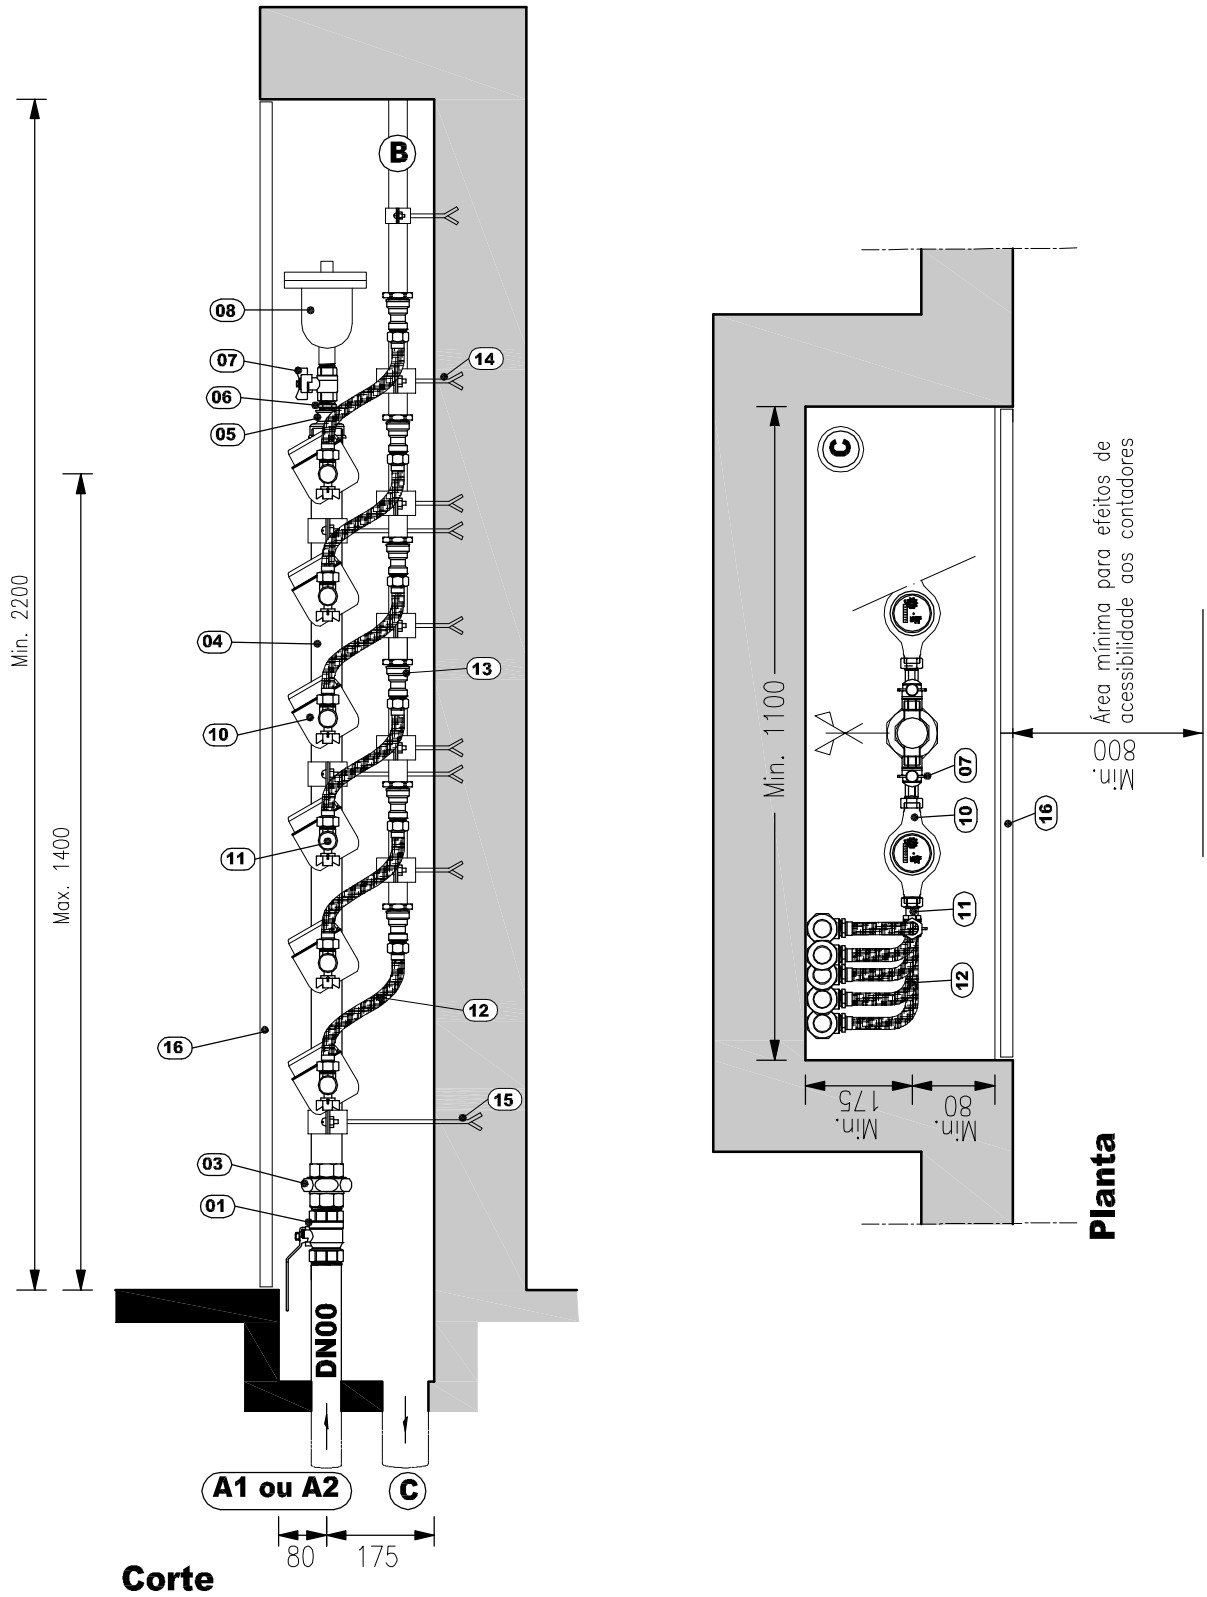 B
08
07
14
06
05
Min. 2200
04
13
10
Max. 1400
11
12
16
15
03
01
DN00
A1 ou A2
C
80
175
Corte
C
Área mínima para efeitos de
acessibilidade aos contadores
Min. 1100
Min.
800
07
10
16
11
12
Min.
175
Min.
80
Planta